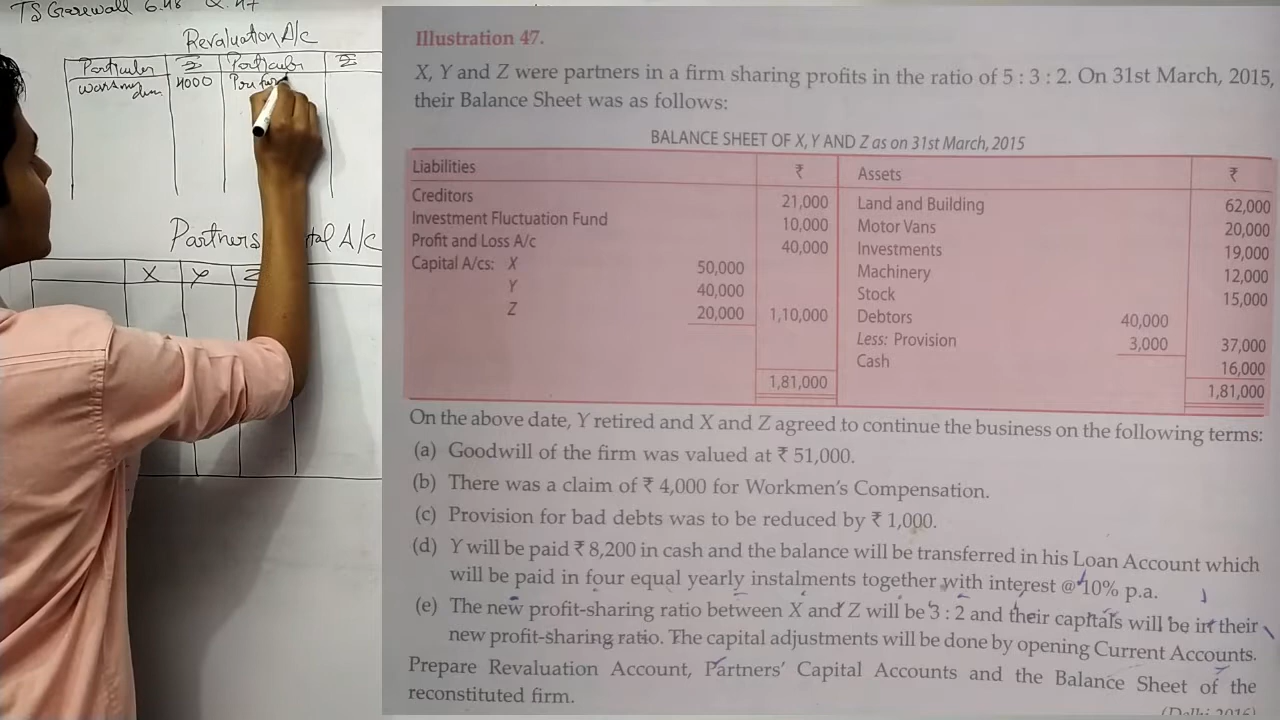 TS Grewall 6.48 Q.47
Revaluation A/c
Particular ₹ Particular ₹
4000
Partners A/c
X Y Z
Illustration 47.
X, Y and Z were partners in a firm sharing profits in the ratio of 5 : 3 : 2. On 31st March, 2015,
their Balance Sheet was as follows:
BALANCE SHEET OF X, Y AND Z as on 31st March, 2015
Liabilities ₹ Assets ₹
Creditors 21,000 Land and Building 62,000
Investment Fluctuation Fund 10,000 Motor Vans 20,000
Profit and Loss A/c 40,000 Investments 19,000
Capital A/cs: X 50,000 Machinery 12,000
Y 40,000 Stock 15,000
Z 20,000 1,10,000 Debtors 40,000
Less: Provision 3,000 37,000
Cash 16,000
1,81,000 1,81,000
On the above date, Y retired and X and Z agreed to continue the business on the following terms:
(a) Goodwill of the firm was valued at ₹ 51,000.
(b) There was a claim of ₹ 4,000 for Workmen's Compensation.
(c) Provision for bad debts was to be reduced by ₹ 1,000.
(d) Y will be paid ₹ 8,200 in cash and the balance will be transferred in his Loan Account which
will be paid in four equal yearly instalments together with interest @ 10% p.a.
(e) The new profit-sharing ratio between X and Z will be 3 : 2 and their capitals will be in their
new profit-sharing ratio. The capital adjustments will be done by opening Current Accounts.
Prepare Revaluation Account, Partners' Capital Accounts and the Balance Sheet of the
reconstituted firm.